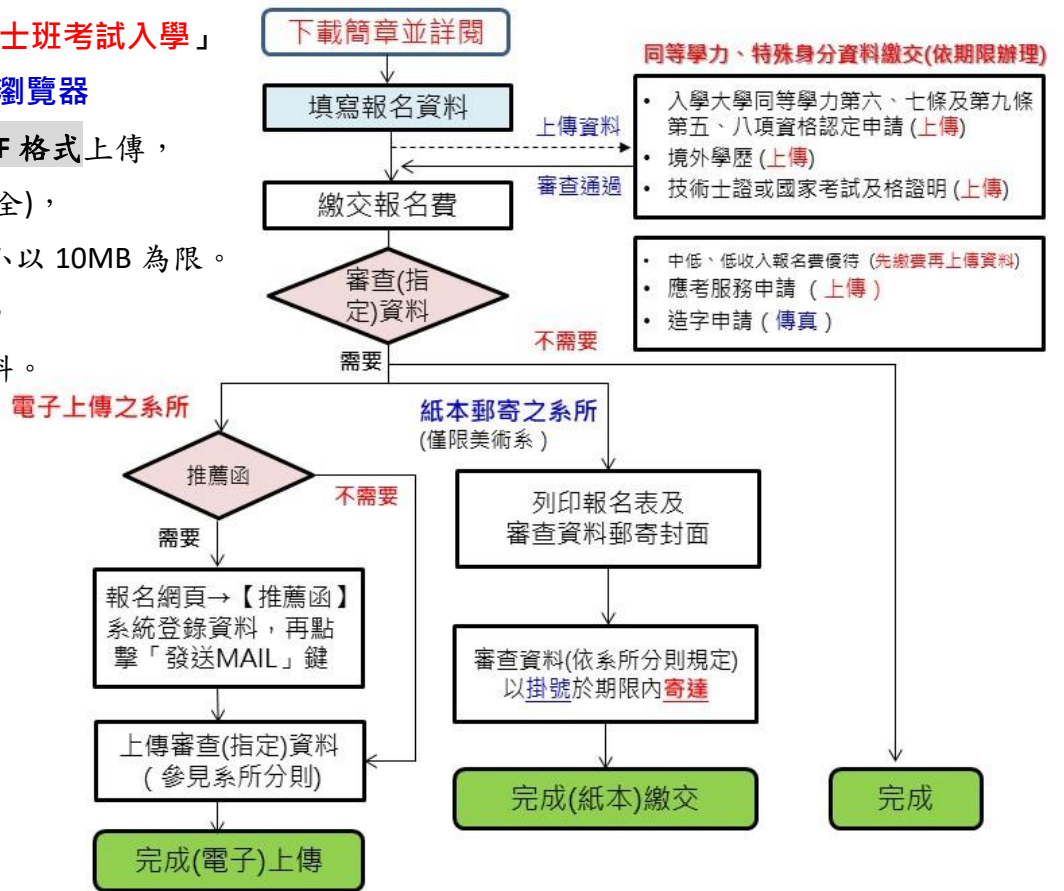 士班考試入學」
瀏覽器
F 格式上傳，
全)，
以 10MB 為限。
料。
下載簡章並詳閱
填寫報名資料
上傳資料
審查通過
繳交報名費
同等學力、特殊身分資料繳交(依期限辦理)
• 入學大學同等學力第六、七條及第九條
第五、八項資格認定申請 (上傳)
• 境外學歷 (上傳)
• 技術士證或國家考試及格證明 (上傳)
• 中低、低收入報名費優待 (先繳費再上傳資料)
• 應考服務申請 （上傳）
• 造字申請（傳真）
審查(指
定)資料
不需要
需要
電子上傳之系所
紙本郵寄之系所
(僅限美術系）
推薦函
不需要
需要
報名網頁→【推薦函】
系統登錄資料，再點
擊「發送MAIL」鍵
上傳審查(指定)資料
（參見系所分則)
完成(電子)上傳
列印報名表及
審查資料郵寄封面
審查資料(依系所分則規定)
以掛號於期限內寄達
完成(紙本)繳交
完成